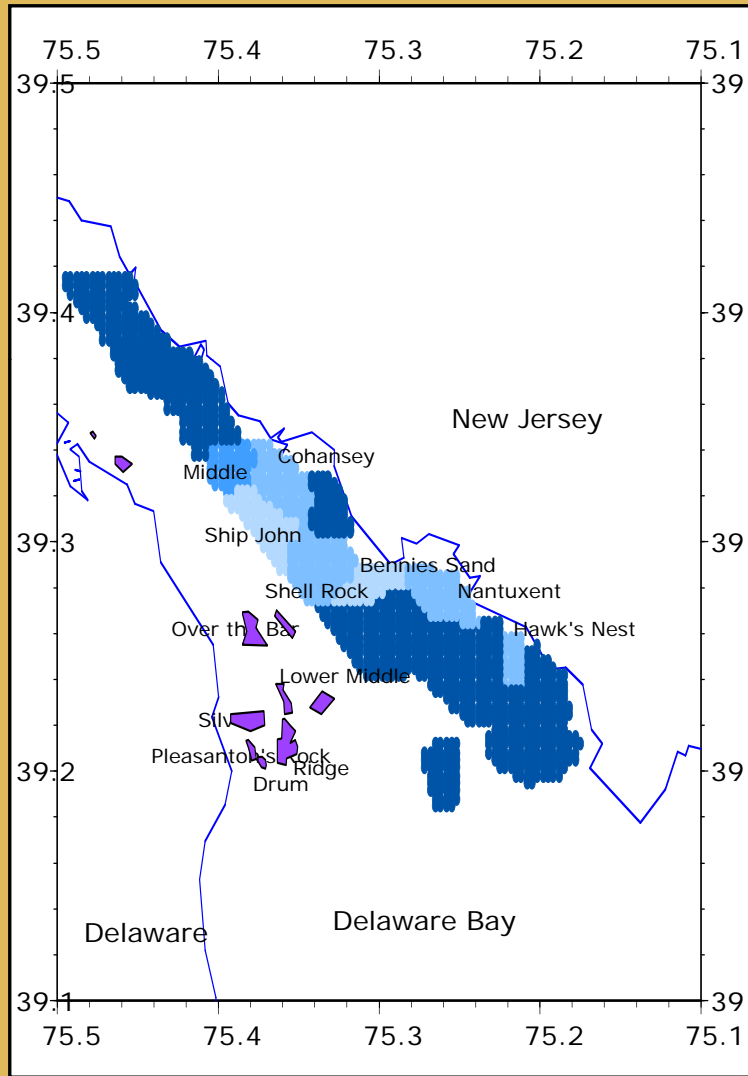 75.5 75.4 75.3 75.2 75.1
39.5 39
39.4 39
New Jersey
Cohansey
Middle
Ship John
39.3 39
Bennies Sand
Shell Rock Nantuxent
Over the Bar Hawk's Nest
Lower Middle
Silv
Pleasanton's Rock
Ridge
39.2 39
Drum
Delaware Bay
Delaware
39.1 39
75.5 75.4 75.3 75.2 75.1